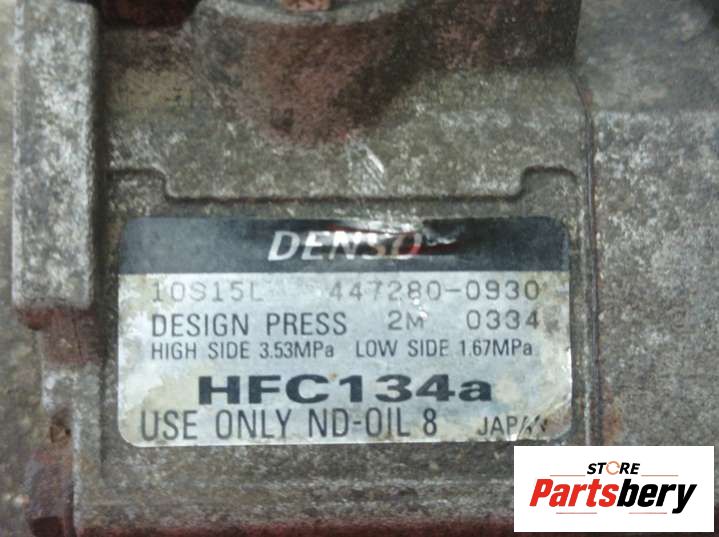 DENSO
10S15L 447280-0930
DESIGN PRESS 2M 0334
HIGH SIDE 3.53MPa LOW SIDE 1.67MPa
HFC134a
USE ONLY ND-OIL 8 JAPAN
STORE
Partsbery